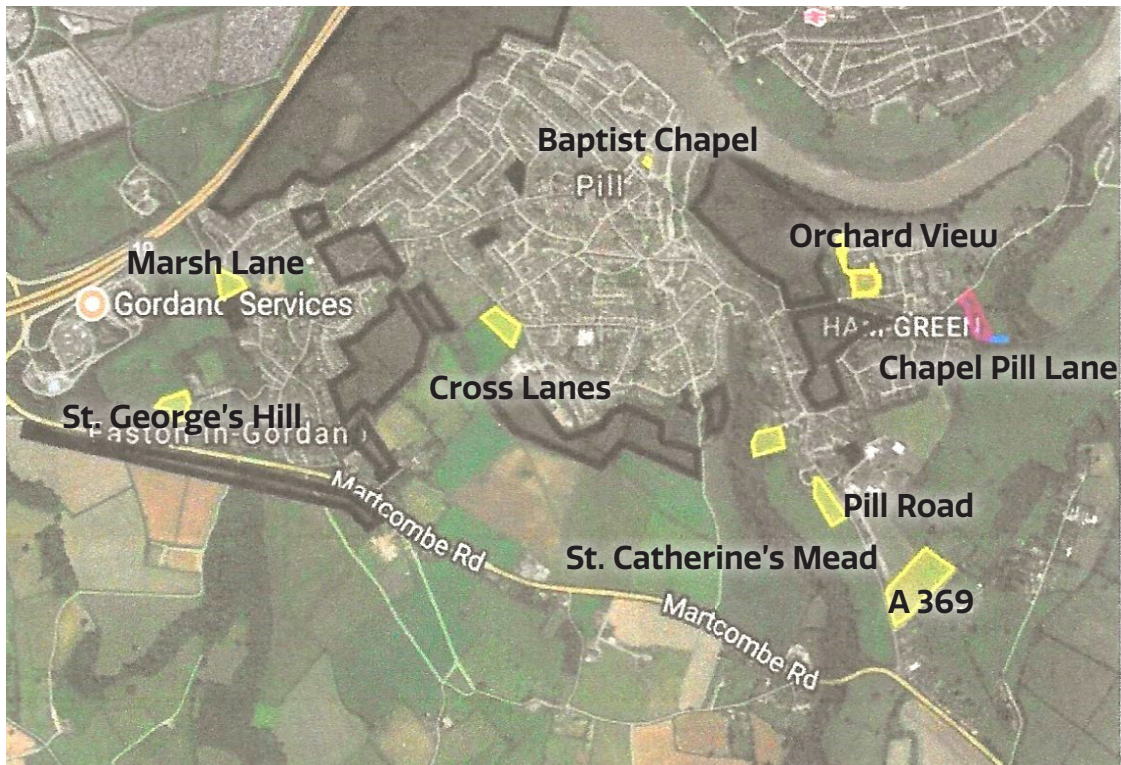 Baptist Chapel
Pill
Orchard View
19
Marsh Lane
Gordano Services
HAM GREEN
Chapel Pill Lane
Cross Lanes
St. George's Hill
Easton-in-Gordano
Martcombe Rd
Pill Road
St. Catherine's Mead
A 369
Martcombe Rd